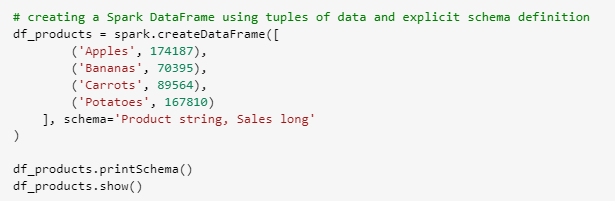 # creating a Spark DataFrame using tuples of data and explicit schema definition
df_products = spark.createDataFrame([
        ('Apples', 174187),
        ('Bananas', 70395),
        ('Carrots', 89564),
        ('Potatoes', 167810)
    ], schema='Product string, Sales long'
)

df_products.printSchema()
df_products.show()